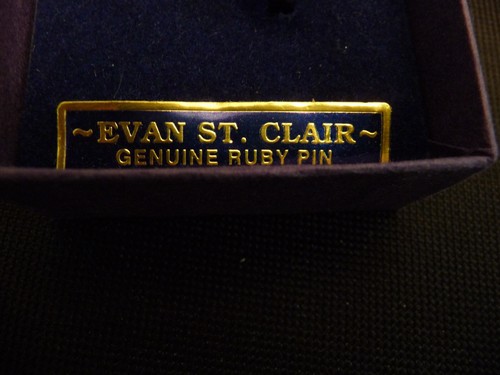 ~EVAN ST. CLAIR~
GENUINE RUBY PIN